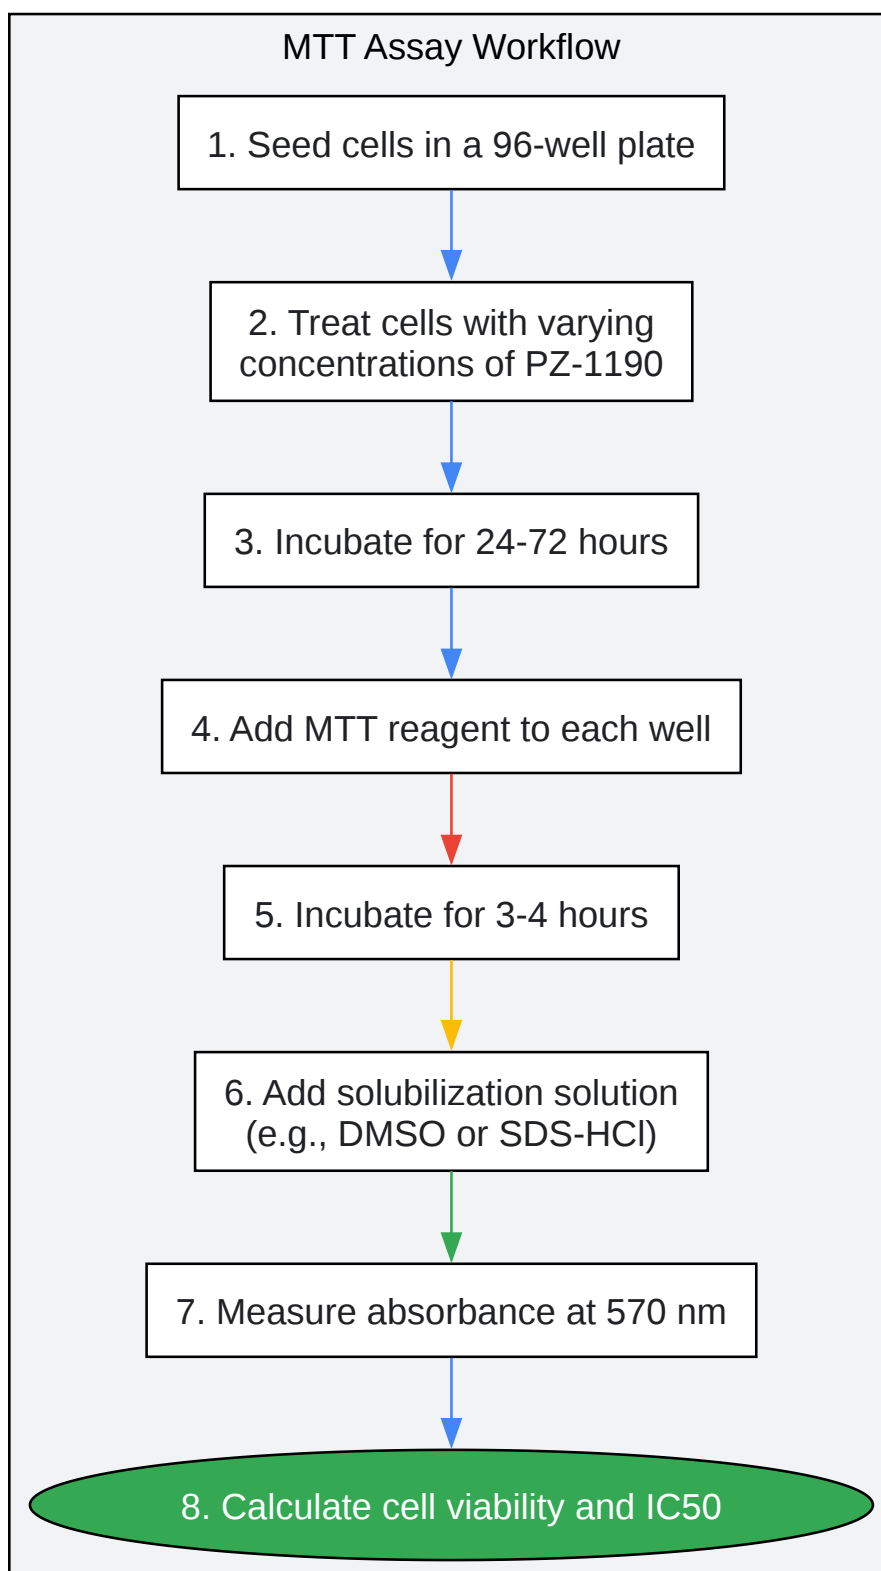 MTT Assay Workflow
1. Seed cells in a 96-well plate
2. Treat cells with varying
concentrations of PZ-1190
3. Incubate for 24-72 hours
4. Add MTT reagent to each well
5. Incubate for 3-4 hours
6. Add solubilization solution
(e.g., DMSO or SDS-HCl)
7. Measure absorbance at 570 nm
8. Calculate cell viability and IC50